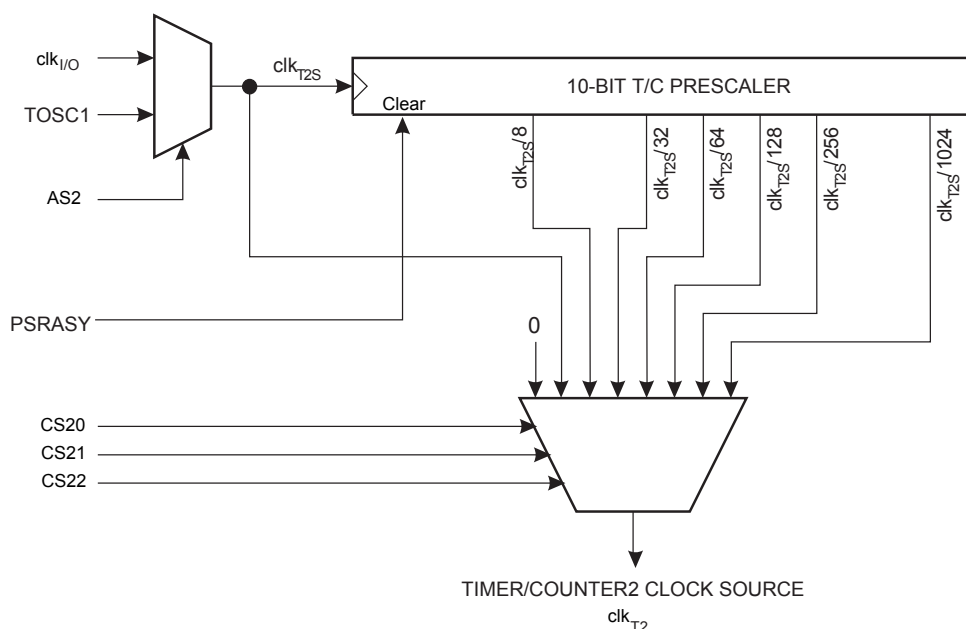 clkI/O
clkT2S
10-BIT T/C PRESCALER
TOSC1
Clear
AS2
clkT2S/8
clkT2S/32
clkT2S/64
clkT2S/128
clkT2S/256
clkT2S/1024
PSRASY
0
CS20
CS21
CS22
TIMER/COUNTER2 CLOCK SOURCE
clkT2